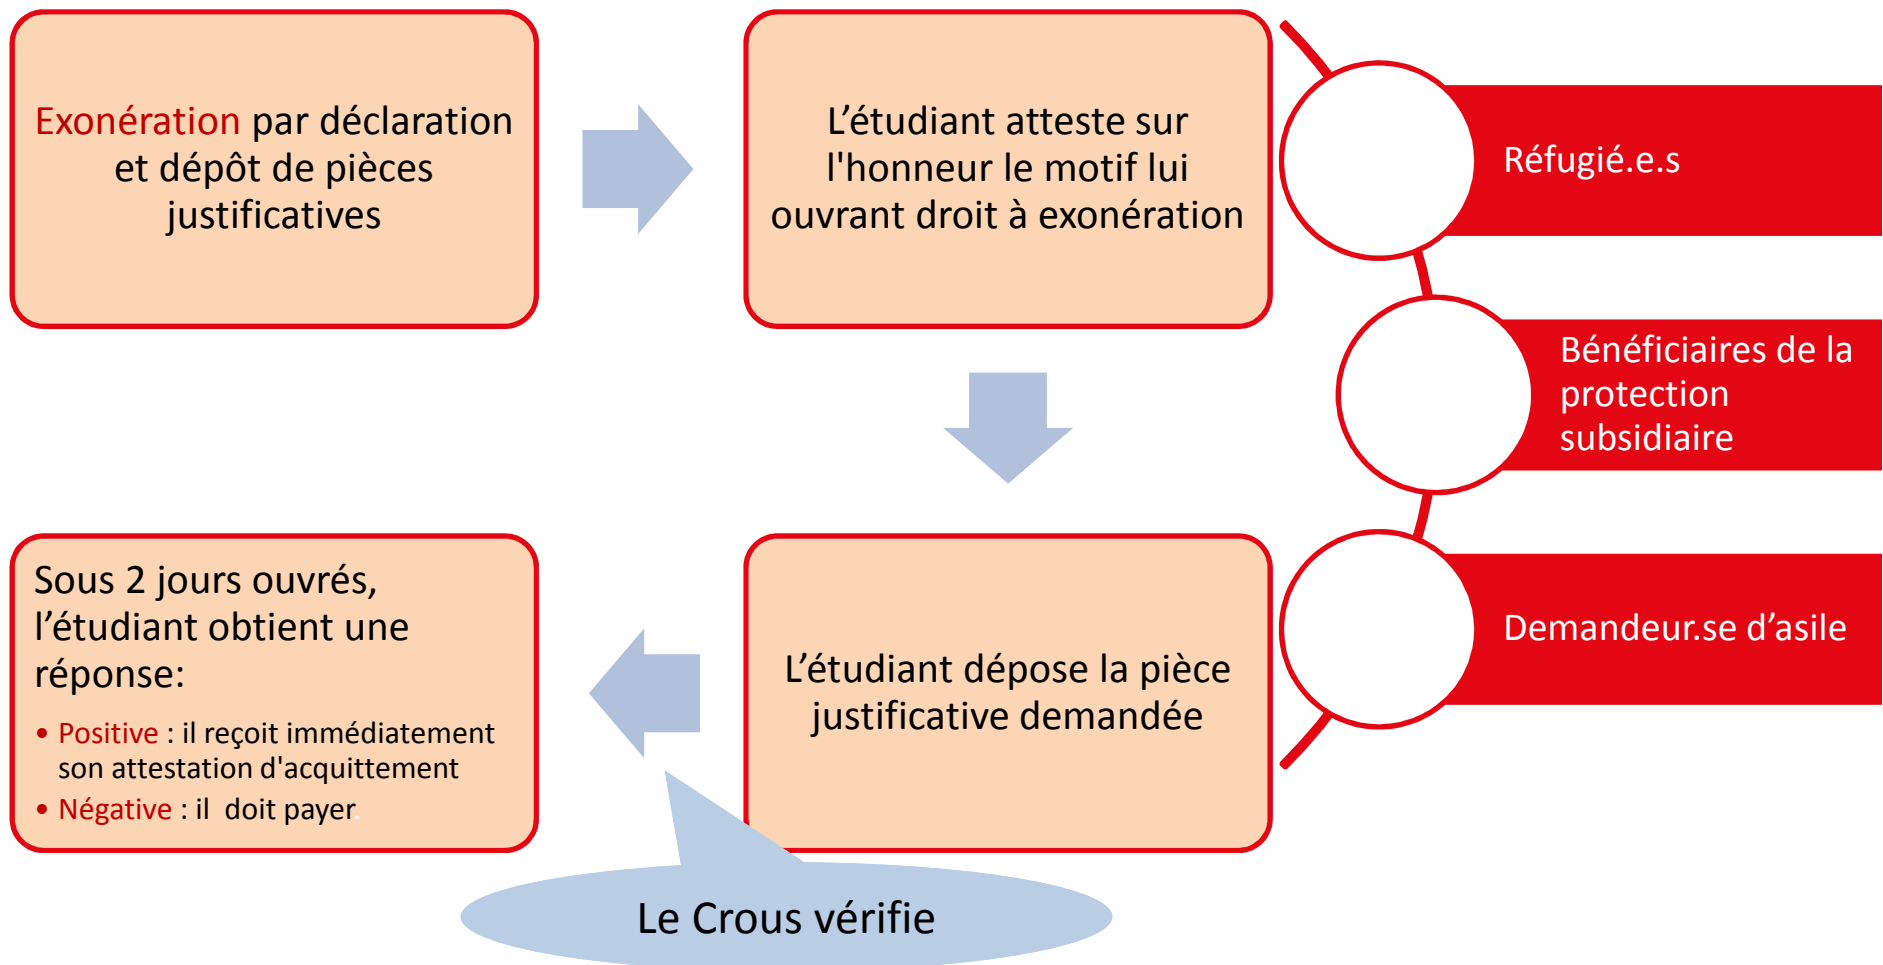 Exonération par déclaration
et dépôt de pièces
justificatives
L’étudiant atteste sur
l'honneur le motif lui
ouvrant droit à exonération
Réfugié.e.s
Bénéficiaires de la
protection
subsidiaire
Demandeur.se d’asile
L’étudiant dépose la pièce
justificative demandée
Sous 2 jours ouvrés,
l’étudiant obtient une
réponse:
• Positive : il reçoit immédiatement
son attestation d'acquittement
• Négative : il  doit payer.
Le Crous vérifie